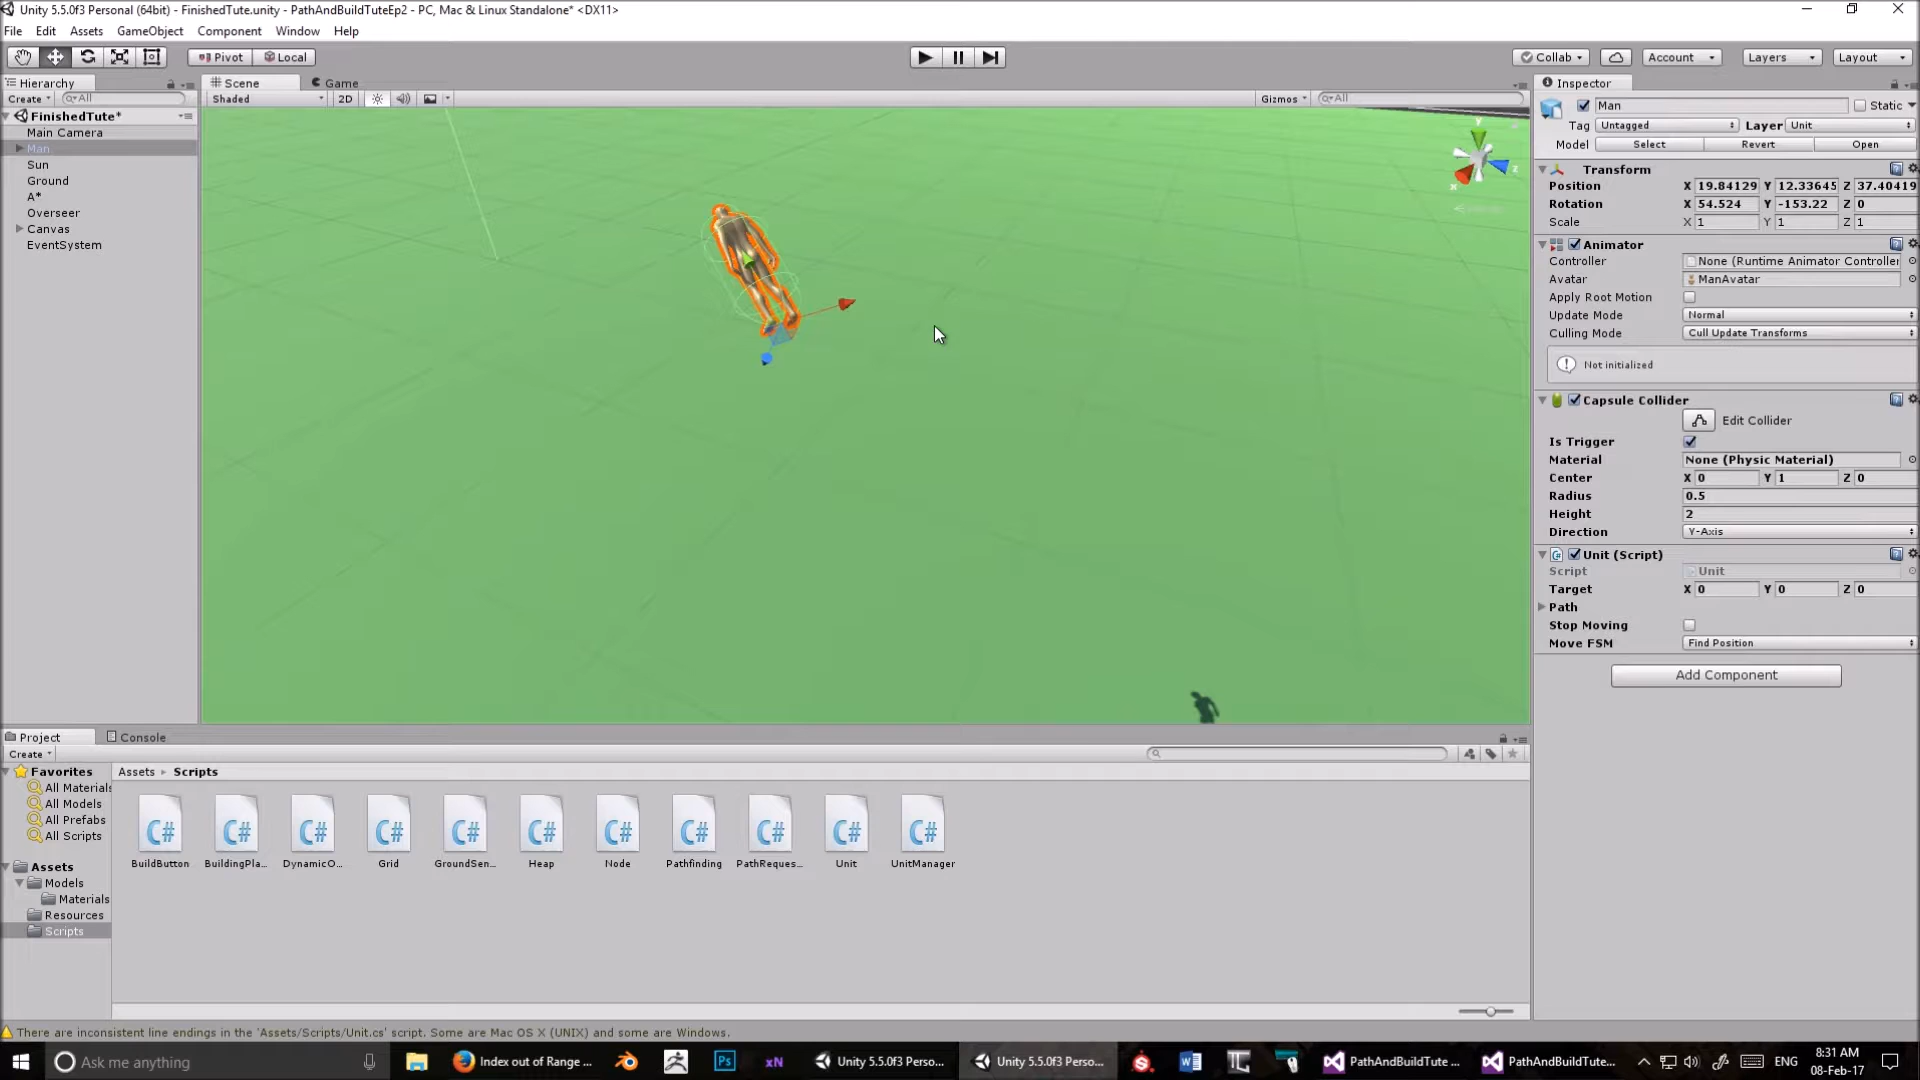 Unity 5.5.0f3 Personal (64bit) - FinishedTute.unity - PathAndBuildTuteEp2 - PC, Mac & Linux Standalone* <DX11>
File Edit Assets GameObject Component Window Help
Pivot Local Collab Account Layers Layout
Hierarchy
Create All
FinishedTute*
Main Camera
Man
Sun
Ground
A*
Overseer
Canvas
EventSystem
Scene Game
Shaded 2D Gizmos All
y
x
z
Inspector
Man Static
Tag Untagged Layer Unit
Model Select Revert Open
Transform
Position X 19.84129 Y 12.33645 Z 37.40419
Rotation X 54.524 Y -153.22 Z 0
Scale X 1 Y 1 Z 1
Animator
Controller None (Runtime Animator Controller
Avatar ManAvatar
Apply Root Motion
Update Mode Normal
Culling Mode Cull Update Transforms
Not initialized
Capsule Collider
Edit Collider
Is Trigger
Material None (Physic Material)
Center X 0 Y 1 Z 0
Radius 0.5
Height 2
Direction Y-Axis
Unit (Script)
Script Unit
Target X 0 Y 0 Z 0
Path
Stop Moving
Move FSM Find Position
Add Component
Project Console
Create
Favorites
All Materials
All Models
All Prefabs
All Scripts
Assets
Models
Materials
Resources
Scripts
Assets Scripts
C# C# C# C# C# C# C# C# C# C# C#
BuildButton BuildingPla... DynamicO... Grid GroundSen... Heap Node Pathfinding PathReques... Unit UnitManager
There are inconsistent line endings in the 'Assets/Scripts/Unit.cs' script. Some are Mac OS X (UNIX) and some are Windows.
Ask me anything Index out of Range ... Ps xN Unity 5.5.0f3 Perso... Unity 5.5.0f3 Perso... PathAndBuildTute ... PathAndBuildTute... ENG 8:31 AM
08-Feb-17